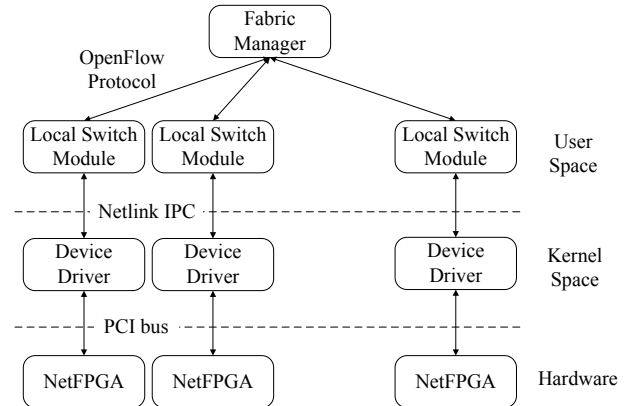 Fabric
Manager
OpenFlow
Protocol
Local Switch
Module
Local Switch
Module
Local Switch
Module
User
Space
Netlink IPC
Device
Driver
Device
Driver
Device
Driver
Kernel
Space
PCI bus
NetFPGA
NetFPGA
NetFPGA
Hardware